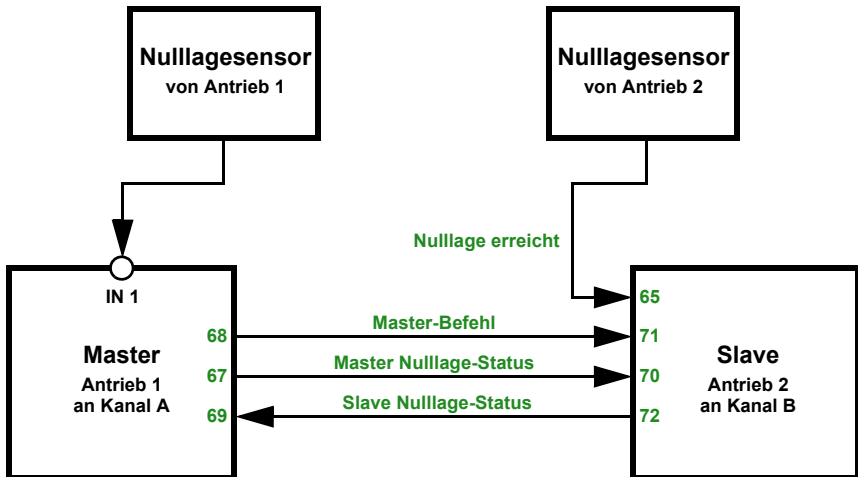 Nulllagesensor
von Antrieb 1
Nulllagesensor
von Antrieb 2
Nulllage erreicht
IN 1
65
68
Master-Befehl
71
Master
Slave
67
Master Nulllage-Status
70
Antrieb 1
an Kanal A
Antrieb 2
an Kanal B
69
Slave Nulllage-Status
72